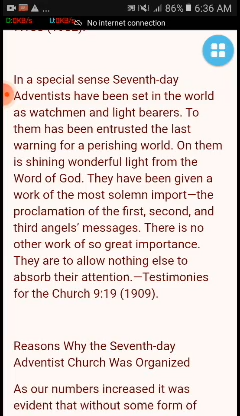 86% 6:36 AM
0:0KB/s U:0KB/s No internet connection
In a special sense Seventh-day
Adventists have been set in the world
as watchmen and light bearers. To
them has been entrusted the last
warning for a perishing world. On them
is shining wonderful light from the
Word of God. They have been given a
work of the most solemn import—the
proclamation of the first, second, and
third angels' messages. There is no
other work of so great importance.
They are to allow nothing else to
absorb their attention.—Testimonies
for the Church 9:19 (1909).
Reasons Why the Seventh-day
Adventist Church Was Organized
As our numbers increased it was
evident that without some form of